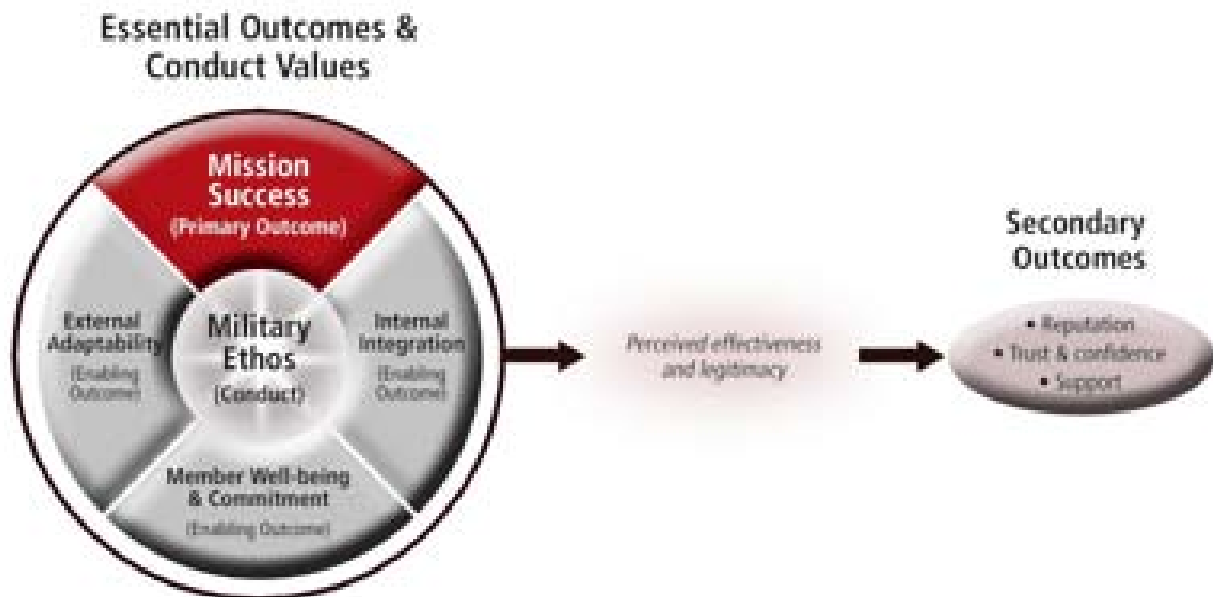 Essential Outcomes &
Conduct Values
Mission
Success
(Primary Outcome)
External
Adaptability
(Enabling
Outcome)
Military
Ethos
(Conduct)
Internal
Integration
(Enabling
Outcome)
Member Well-being
& Commitment
(Enabling Outcome)
Perceived effectiveness
and legitimacy
Secondary
Outcomes
• Reputation
• Trust & confidence
• Support